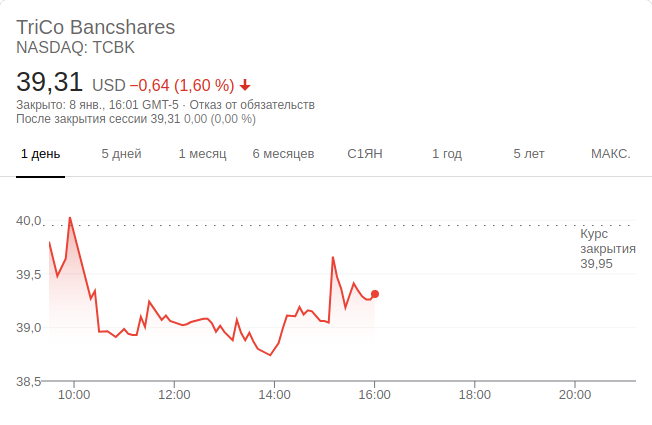 TriCo Bancshares
NASDAQ: TCBK
39,31 USD −0,64 (1,60 %)
Закрыто: 8 янв., 16:01 GMT-5 · Отказ от обязательств
После закрытия сессии 39,31 0,00 (0,00 %)
1 день 5 дней 1 месяц 6 месяцев С1ЯН 1 год 5 лет МАКС.
40,0
Курс
закрытия
39,95
39,5
39,0
38,5
10:00 12:00 14:00 16:00 18:00 20:00